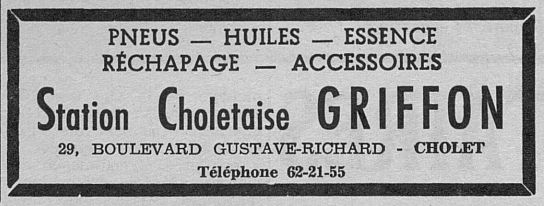 PNEUS — HUILES — ESSENCE
RÉCHAPAGE — ACCESSOIRES
Station Choletaise GRIFFON
29, BOULEVARD GUSTAVE-RICHARD - CHOLET
Téléphone 62-21-55